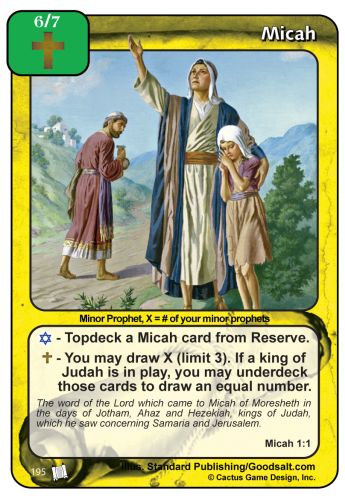 6/7
Micah
Minor Prophet, X = # of your minor prophets
- Topdeck a Micah card from Reserve.
- You may draw X (limit 3). If a king of
Judah is in play, you may underdeck
those cards to draw an equal number.
The word of the Lord which came to Micah of Moresheth in
the days of Jotham, Ahaz and Hezekiah, kings of Judah,
which he saw concerning Samaria and Jerusalem.
Micah 1:1
195
Illus. Standard Publishing/Goodsalt.com
© Cactus Game Design, Inc.